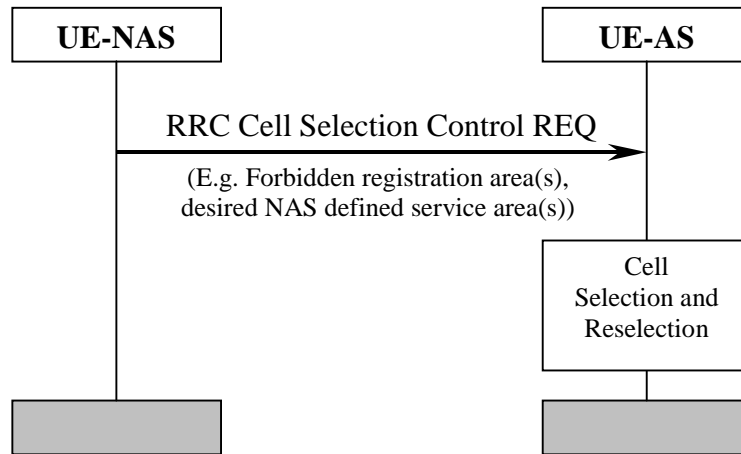 UE-NAS
UE-AS
RRC Cell Selection Control REQ
(E.g. Forbidden registration area(s),
desired NAS defined service area(s))
Cell
Selection and
Reselection